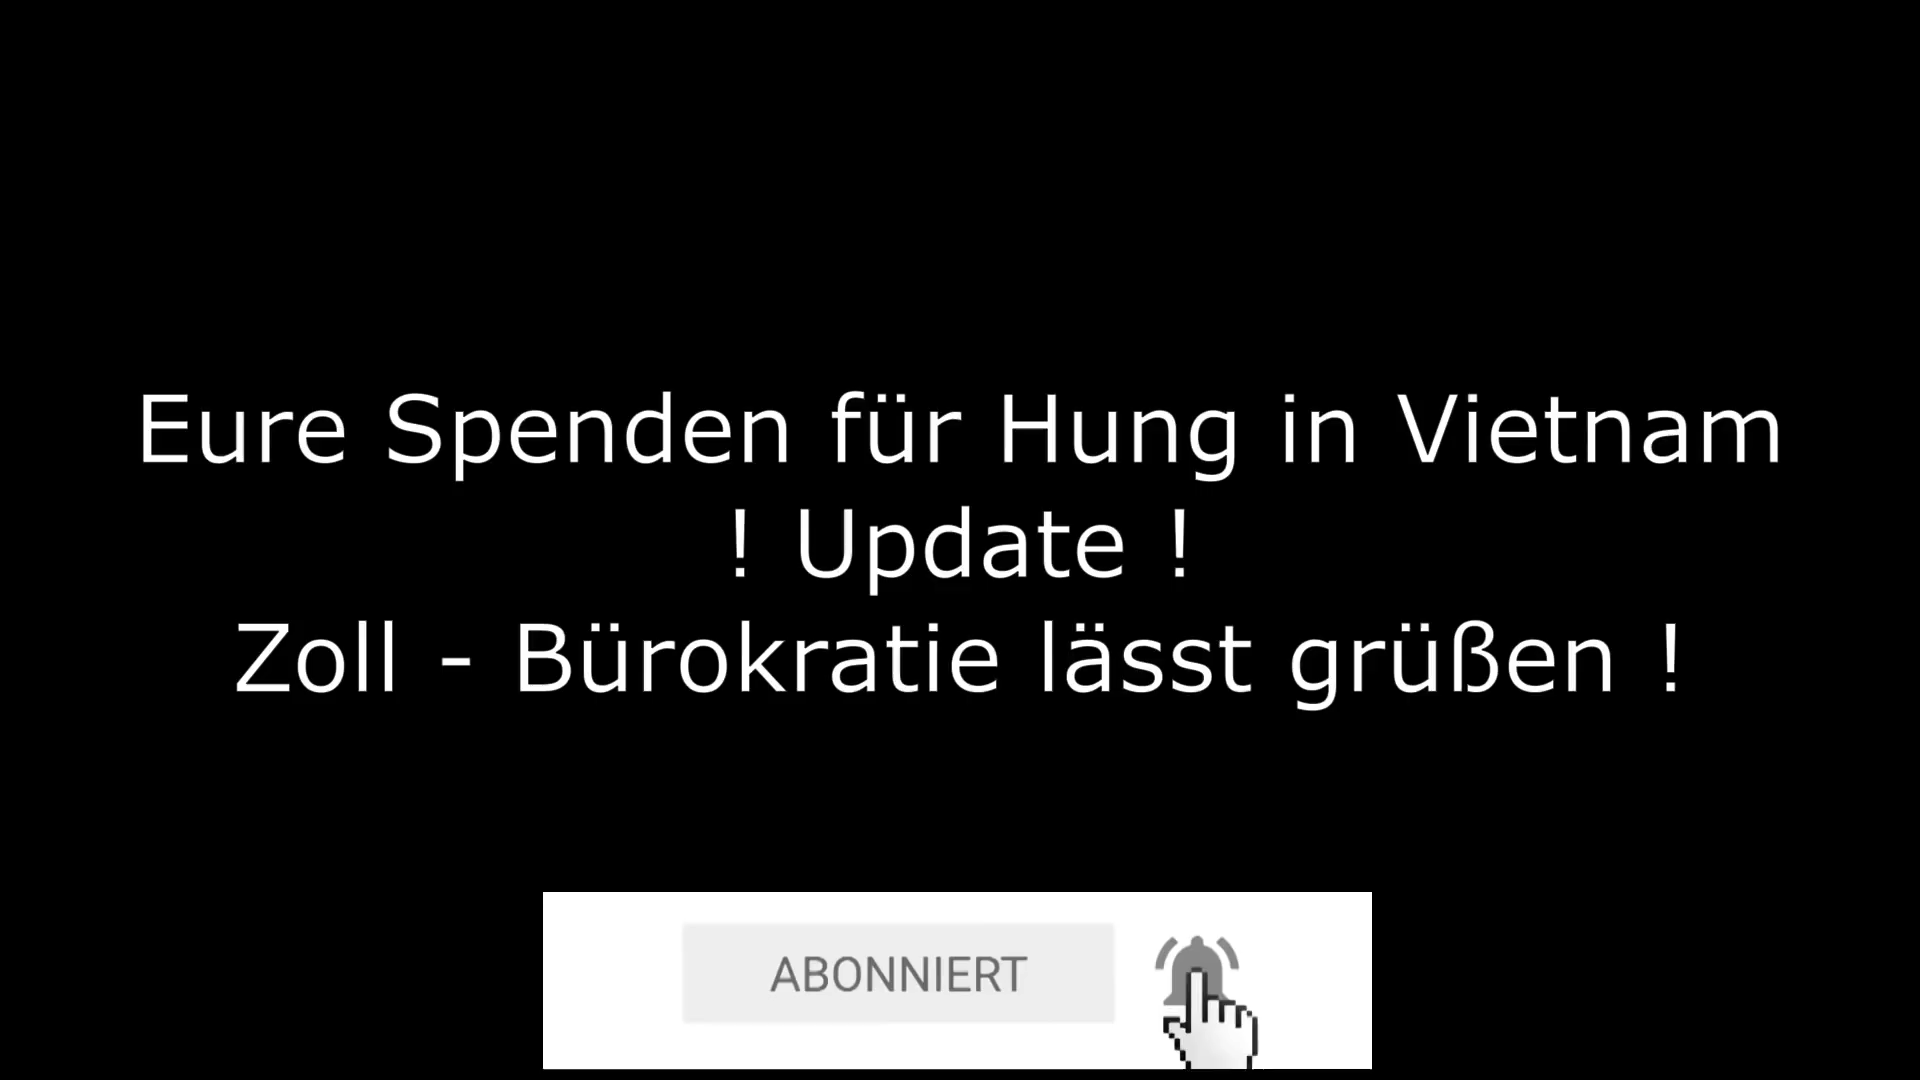 Eure Spenden für Hung in Vietnam
! Update !
Zoll - Bürokratie lässt grüßen !
ABONNIERT